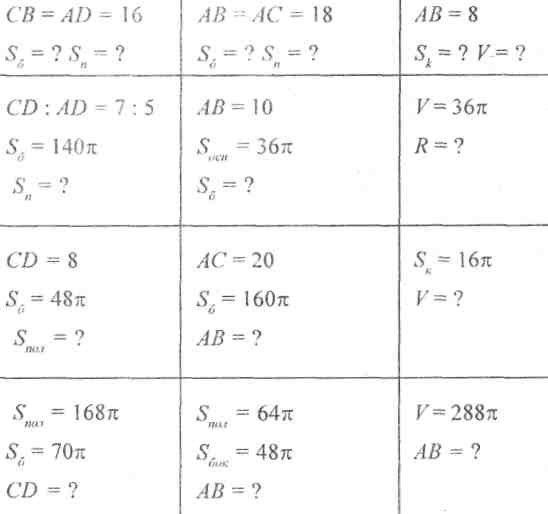 CB = AD = 16
S_б = ? S_п = ?
AB = AC = 18
S_б = ? S_п = ?
AB = 8
S_k = ? V = ?
CD : AD = 7 : 5
S_б = 140π
S_п = ?
AB = 10
S_осн = 36π
S_б = ?
V = 36π
R = ?
CD = 8
S_б = 48π
S_пол = ?
AC = 20
S_б = 160π
AB = ?
S_к = 16π
V = ?
S_пол = 168π
S_б = 70π
CD = ?
S_пол = 64π
S_бок = 48π
AB = ?
V = 288π
AB = ?